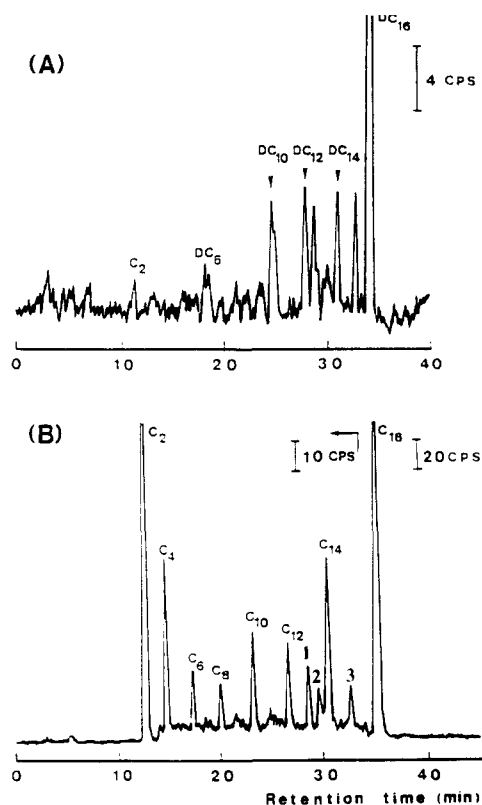 (A)
DC16
4 CPS
DC10
DC12
DC14
C2
DC6
0 10 20 30 40
(B)
C2
10 CPS
20 CPS
C16
C4
C14
C6
C8
C10
C12
1
2
3
0 10 20 30 40
Retention time (min)